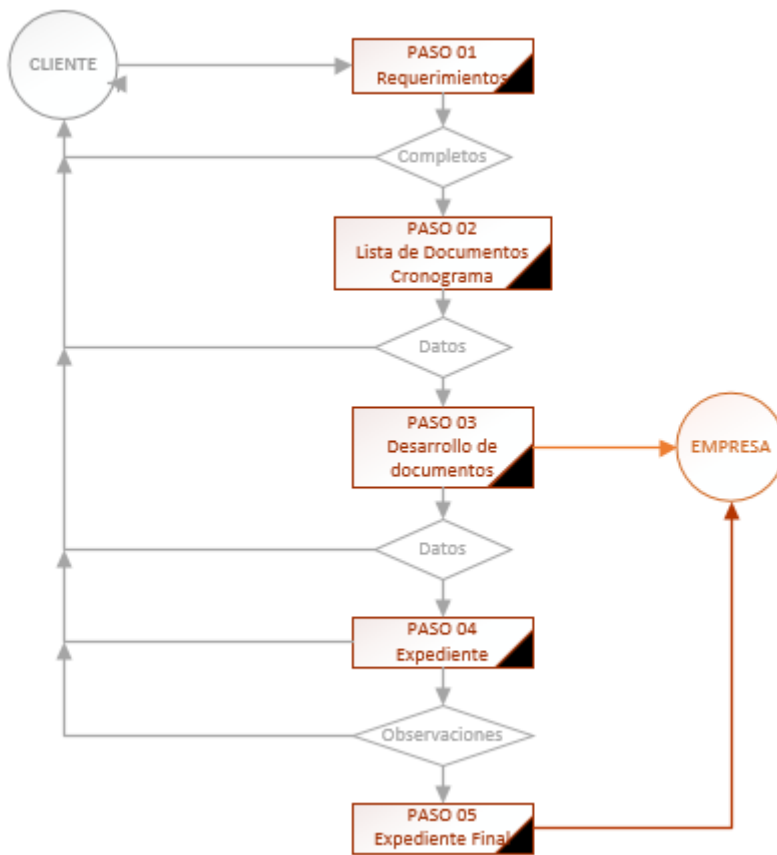 CLIENTE
PASO 01
Requerimientos
Completos
PASO 02
Lista de Documentos
Cronograma
Datos
PASO 03
Desarrollo de
documentos
EMPRESA
Datos
PASO 04
Expediente
Observaciones
PASO 05
Expediente Final